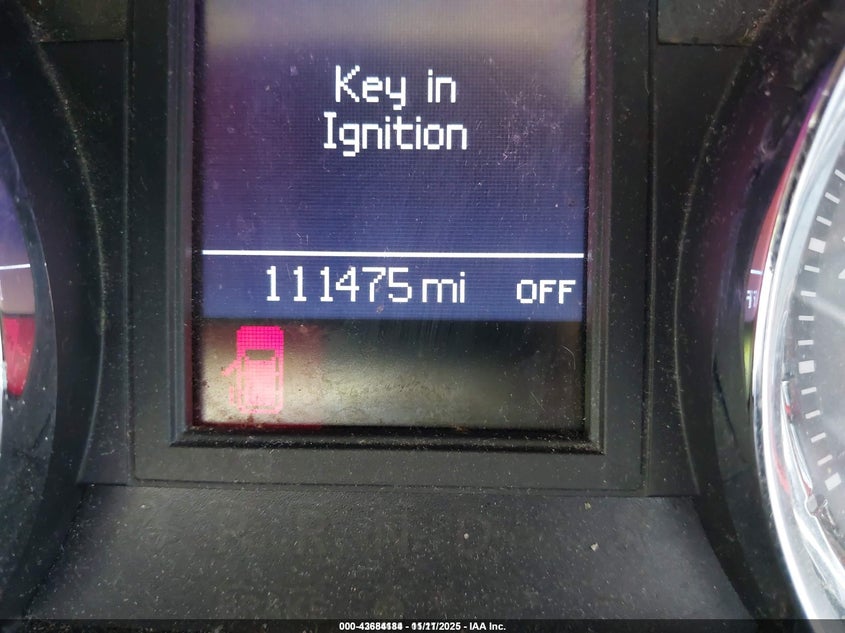 Key in
Ignition
111475 mi OFF
R N D
IAA Inc.